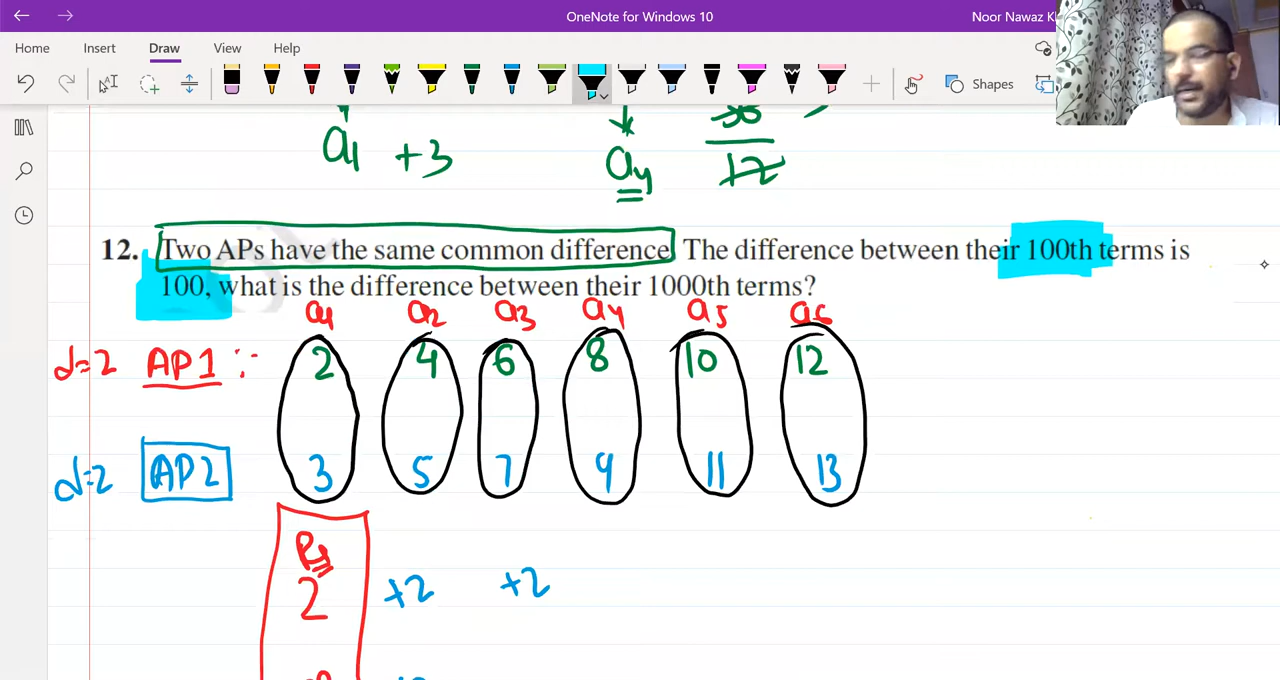 OneNote for Windows 10
Noor Nawaz K
Home Insert Draw View Help
Shapes
a1 +3
a4
36
12
12. Two APs have the same common difference. The difference between their 100th terms is
100, what is the difference between their 1000th terms?
a1 a2 a3 a4 a5 a6
d=2 AP1 : 2 4 6 8 10 12
d=2 AP2 3 5 7 9 11 13
Rs
2 +2 +2